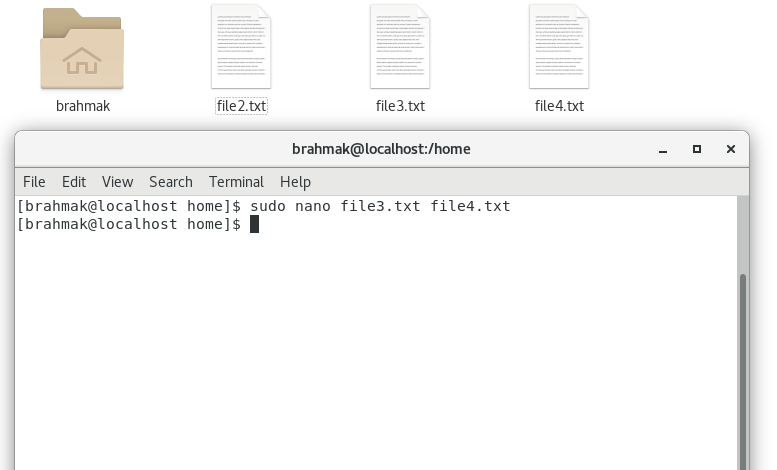 brahmak
file2.txt
file3.txt
file4.txt
brahmak@localhost:/home
File Edit View Search Terminal Help
[brahmak@localhost home]$ sudo nano file3.txt file4.txt
[brahmak@localhost home]$